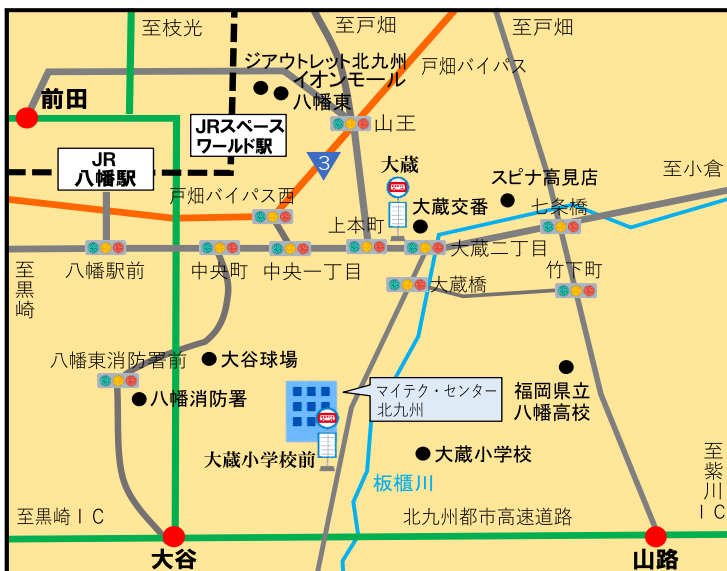 至枝光
至戸畑
至戸畑
ジアウトレット北九州
イオンモール
八幡東
戸畑バイパス
前田
JRスペース
ワールド駅
山王
JR
八幡駅
3
大蔵
至小倉
スピナ高見店
戸畑バイパス西
上本町
大蔵交番
七条橋
八幡駅前
中央町
中央一丁目
大蔵二丁目
至黒崎
大蔵橋
竹下町
八幡東消防署前
大谷球場
八幡消防署
マイテク・センター
北九州
福岡県立
八幡高校
大蔵小学校前
大蔵小学校
板櫃川
至紫川IC
至黒崎IC
北九州都市高速道路
大谷
山路